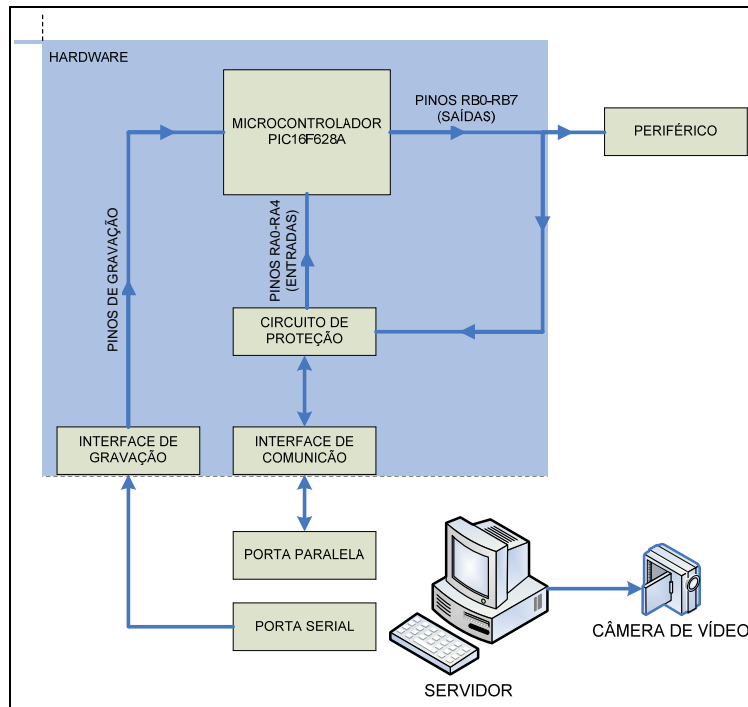 HARDWARE
MICROCONTROLADOR
PIC16F628A
PINOS RB0-RB7
(SAÍDAS)
PERIFÉRICO
PINOS DE GRAVAÇÃO
PINOS RA0-RA4
(ENTRADAS)
CIRCUITO DE
PROTEÇÃO
INTERFACE DE
GRAVAÇÃO
INTERFACE DE
COMUNICÃO
PORTA PARALELA
PORTA SERIAL
SERVIDOR
CÂMERA DE VÍDEO